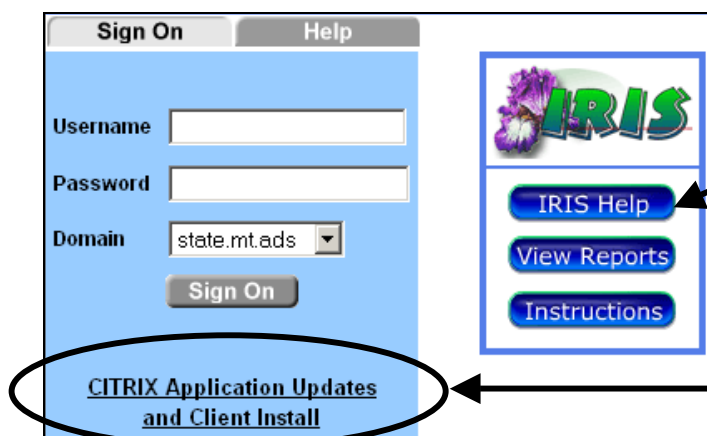 Sign On
Help
Username
Password
Domain
state.mt.ads
Sign On
CITRIX Application Updates
and Client Install
IRIS
IRIS Help
View Reports
Instructions